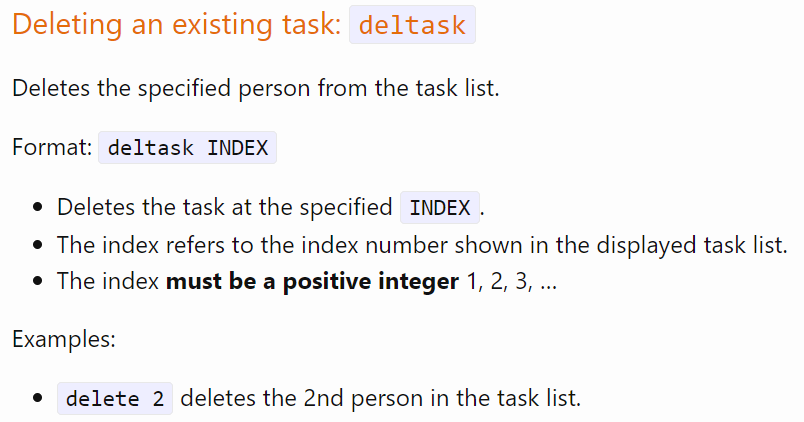 Deleting an existing task: deltask
Deletes the specified person from the task list.
Format: deltask INDEX
• Deletes the task at the specified INDEX.
• The index refers to the index number shown in the displayed task list.
• The index must be a positive integer 1, 2, 3, …
Examples:
• delete 2 deletes the 2nd person in the task list.